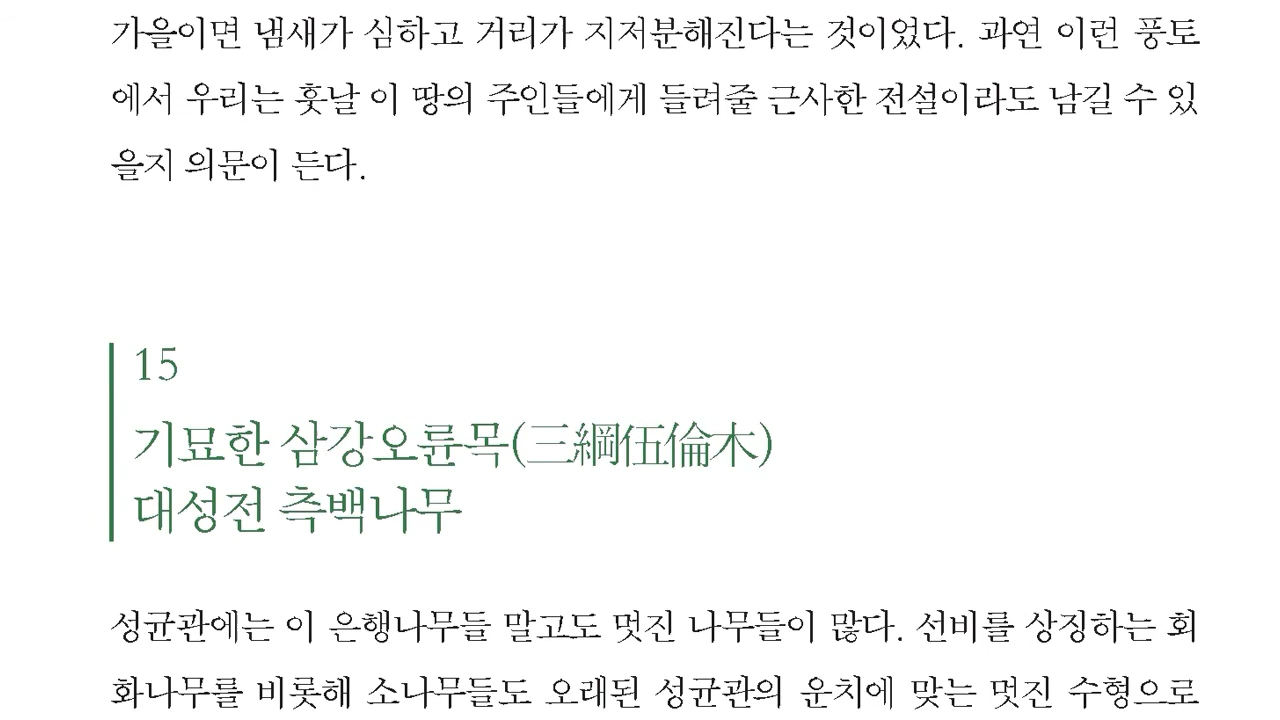 가을이면 냄새가 심하고 거리가 지저분해진다는 것이었다. 과연 이런 풍토
에서 우리는 훗날 이 땅의 주인들에게 들려줄 근사한 전설이라도 남길 수 있
을지 의문이 든다.
15
기묘한 삼강오륜목(三綱伍倫木)
대성전 측백나무
성균관에는 이 은행나무들 말고도 멋진 나무들이 많다. 선비를 상징하는 회
화나무를 비롯해 소나무들도 오래된 성균관의 운치에 맞는 멋진 수형으로